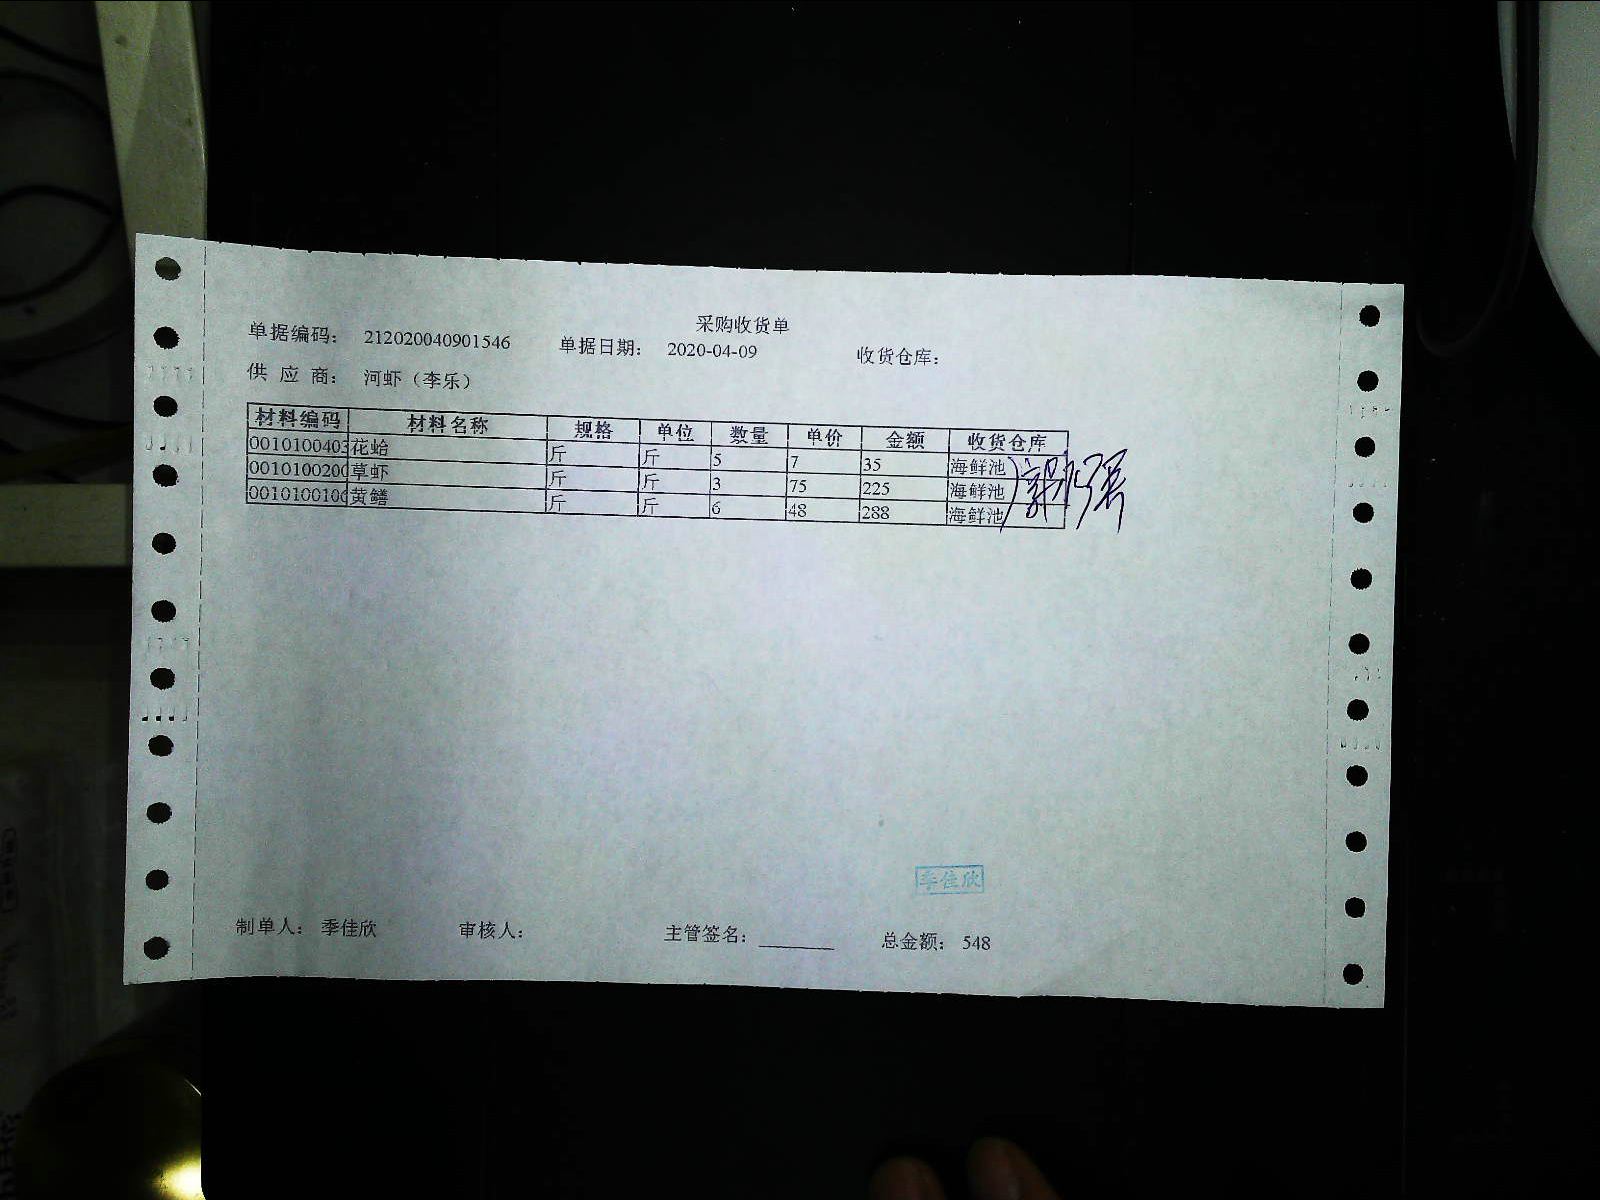 采购收货单
单据编码： 212020040901546 单据日期： 2020-04-09 收货仓库：
供 应 商： 河虾（李乐）
材料编码 材料名称 规格 单位 数量 单价 金额 收货仓库
0010100403 花蛤 斤 斤 5 7 35 海鲜池
0010100200 草虾 斤 斤 3 75 225 海鲜池
0010100100 黄鳝 斤 斤 6 48 288 海鲜池
季佳欣
制单人： 季佳欣 审核人： 主管签名： 总金额： 548